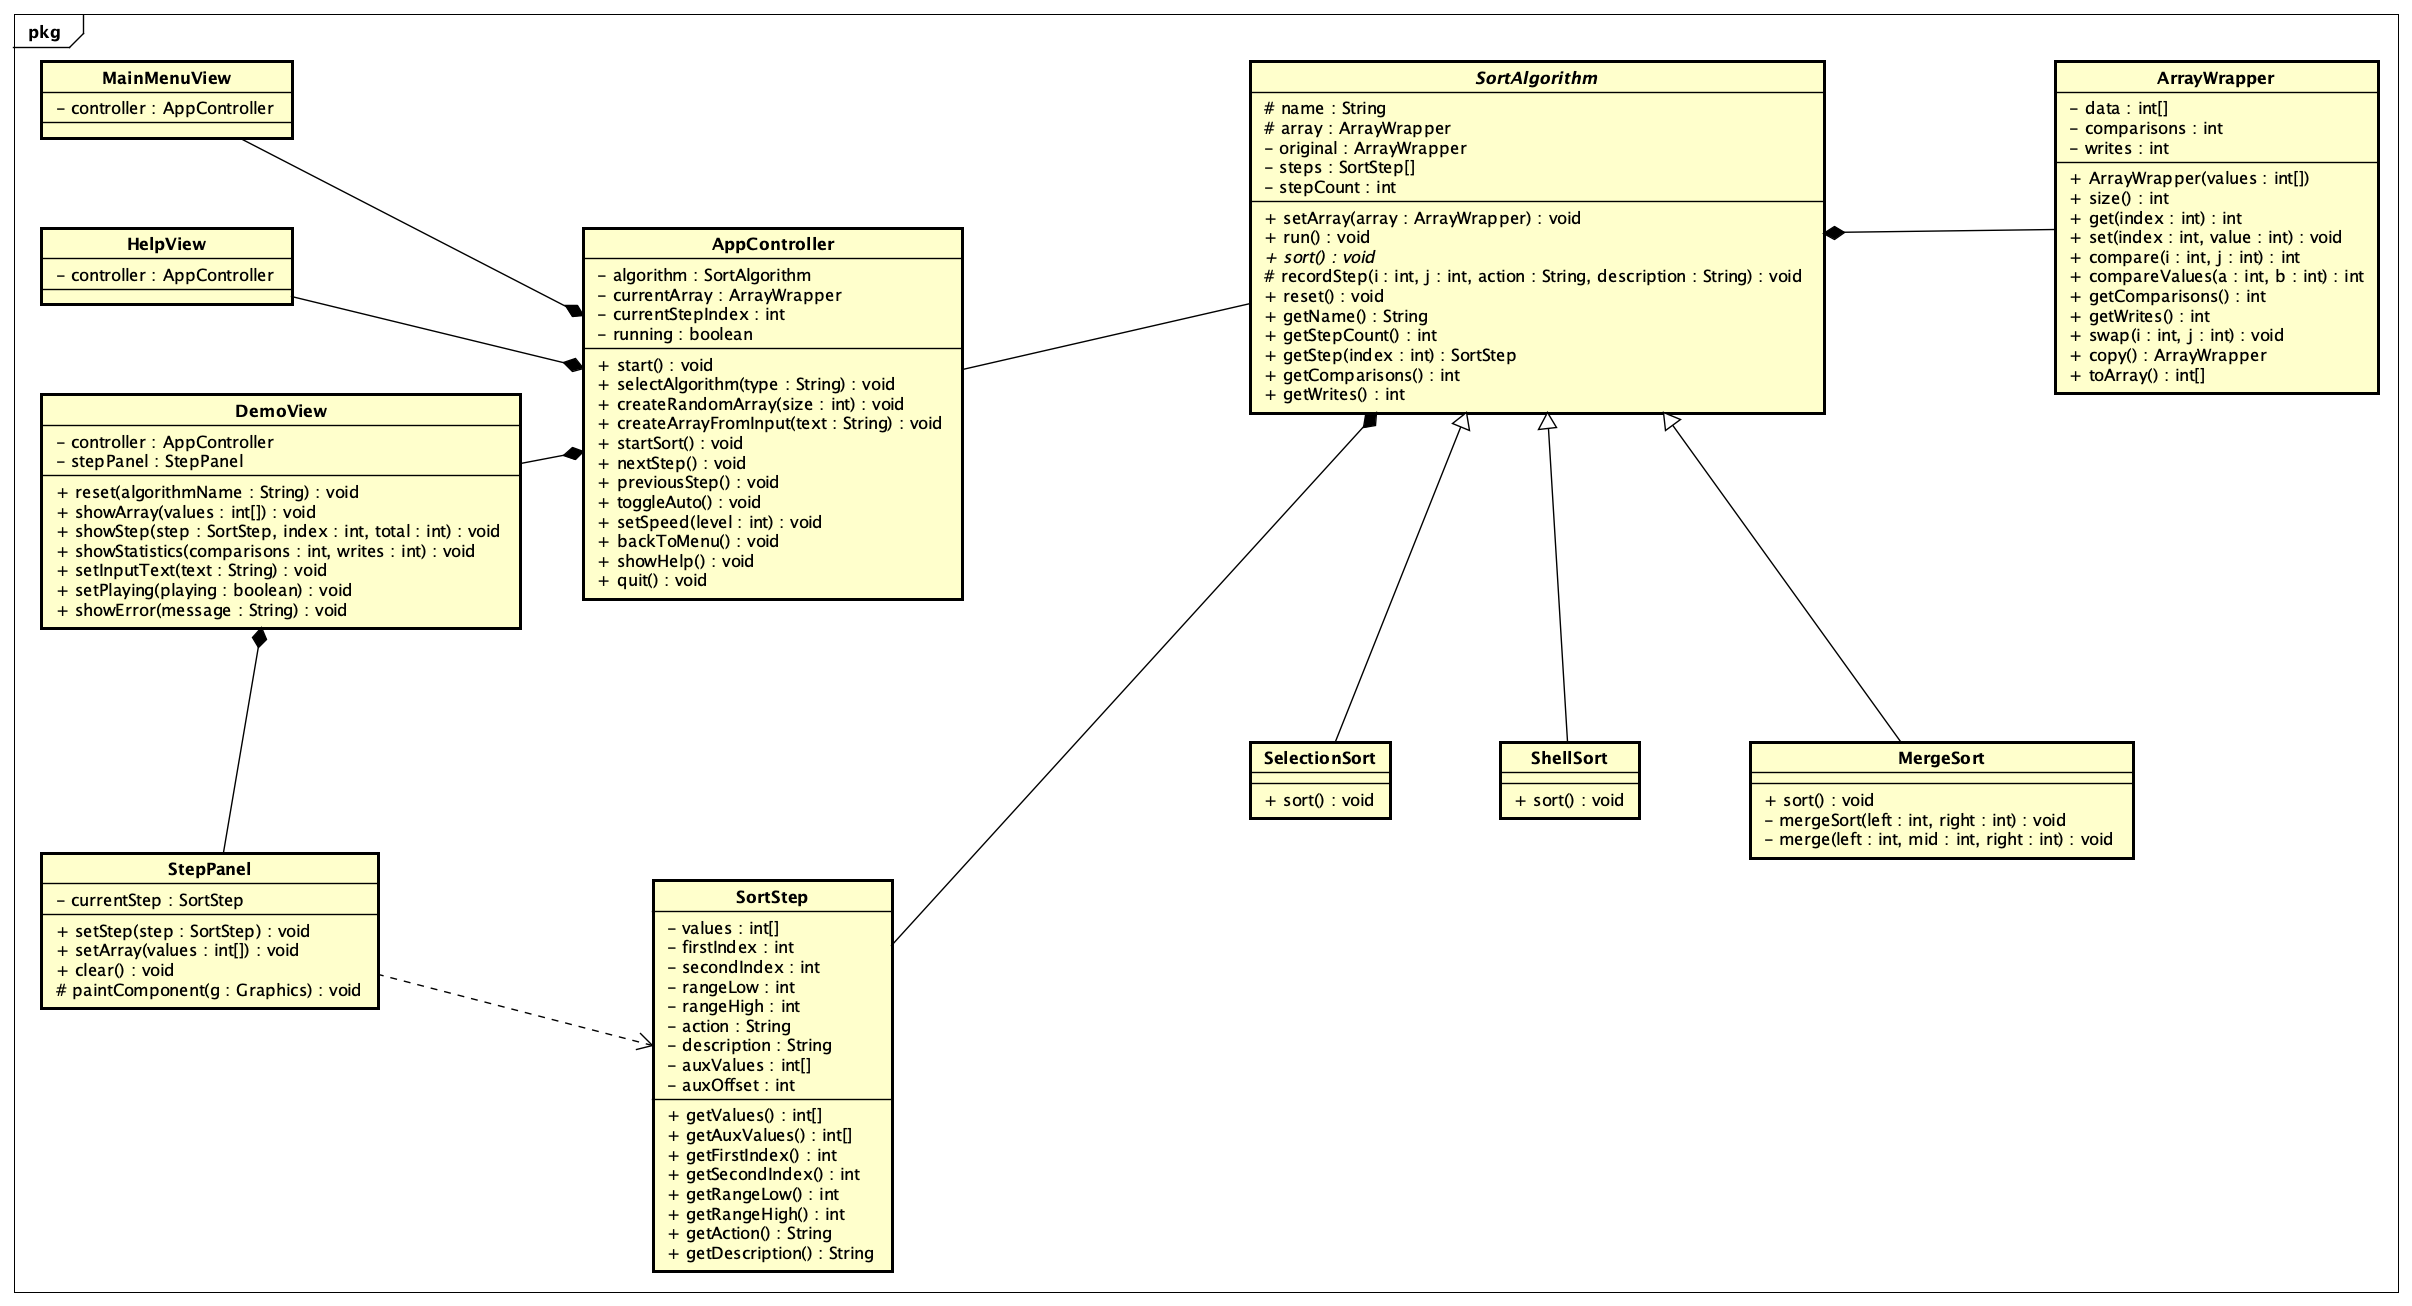 pkg
MainMenuView
– controller : AppController
HelpView
– controller : AppController
DemoView
– controller : AppController
– stepPanel : StepPanel
+ reset(algorithmName : String) : void
+ showArray(values : int[]) : void
+ showStep(step : SortStep, index : int, total : int) : void
+ showStatistics(comparisons : int, writes : int) : void
+ setInputText(text : String) : void
+ setPlaying(playing : boolean) : void
+ showError(message : String) : void
StepPanel
– currentStep : SortStep
+ setStep(step : SortStep) : void
+ setArray(values : int[]) : void
+ clear() : void
# paintComponent(g : Graphics) : void
AppController
– algorithm : SortAlgorithm
– currentArray : ArrayWrapper
– currentStepIndex : int
– running : boolean
+ start() : void
+ selectAlgorithm(type : String) : void
+ createRandomArray(size : int) : void
+ createArrayFromInput(text : String) : void
+ startSort() : void
+ nextStep() : void
+ previousStep() : void
+ toggleAuto() : void
+ setSpeed(level : int) : void
+ backToMenu() : void
+ showHelp() : void
+ quit() : void
SortStep
– values : int[]
– firstIndex : int
– secondIndex : int
– rangeLow : int
– rangeHigh : int
– action : String
– description : String
– auxValues : int[]
– auxOffset : int
+ getValues() : int[]
+ getAuxValues() : int[]
+ getFirstIndex() : int
+ getSecondIndex() : int
+ getRangeLow() : int
+ getRangeHigh() : int
+ getAction() : String
+ getDescription() : String
SortAlgorithm
# name : String
# array : ArrayWrapper
– original : ArrayWrapper
– steps : SortStep[]
– stepCount : int
+ setArray(array : ArrayWrapper) : void
+ run() : void
+ sort() : void
# recordStep(i : int, j : int, action : String, description : String) : void
+ reset() : void
+ getName() : String
+ getStepCount() : int
+ getStep(index : int) : SortStep
+ getComparisons() : int
+ getWrites() : int
ArrayWrapper
– data : int[]
– comparisons : int
– writes : int
+ ArrayWrapper(values : int[])
+ size() : int
+ get(index : int) : int
+ set(index : int, value : int) : void
+ compare(i : int, j : int) : int
+ compareValues(a : int, b : int) : int
+ getComparisons() : int
+ getWrites() : int
+ swap(i : int, j : int) : void
+ copy() : ArrayWrapper
+ toArray() : int[]
SelectionSort
+ sort() : void
ShellSort
+ sort() : void
MergeSort
+ sort() : void
– mergeSort(left : int, right : int) : void
– merge(left : int, mid : int, right : int) : void